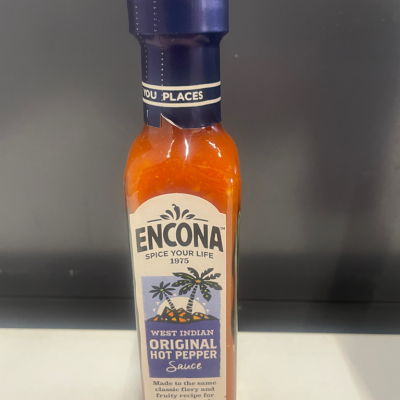 YOU PLACES
ENCONA™
SPICE YOUR LIFE
1975
WEST INDIAN
ORIGINAL
HOT PEPPER
Sauce
Made to the same
classic fiery and
fruity recipe for